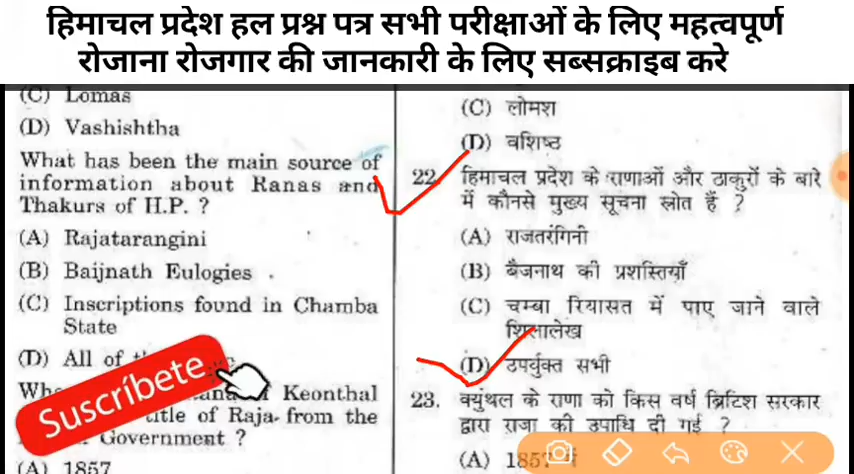 हिमाचल प्रदेश हल प्रश्न पत्र सभी परीक्षाओं के लिए महत्वपूर्ण
रोजाना रोजगार की जानकारी के लिए सब्सक्राइब करे
(C) Lomas
(D) Vashishtha
What has been the main source of
information about Ranas and
Thakurs of H.P. ?
(A) Rajatarangini
(B) Baijnath Eulogies
(C) Inscriptions found in Chamba
State
(D) All of
Keonthal
title of Raja from the
Government ?
(A) 1857
Suscríbete
(C) लोमश
(D) वशिष्ठ
22. हिमाचल प्रदेश के राणाओं और ठाकुरों के बारे
में कौनसे मुख्य सूचना स्रोत हैं ?
(A) राजतरंगिनी
(B) बैजनाथ की प्रशस्तियाँ
(C) चम्बा रियासत में पाए जाने वाले
शिलालेख
(D) उपर्युक्त सभी
23. क्युंथल के राणा को किस वर्ष ब्रिटिश सरकार
द्वारा राजा की उपाधि दी गई ?
(A) 1857 में